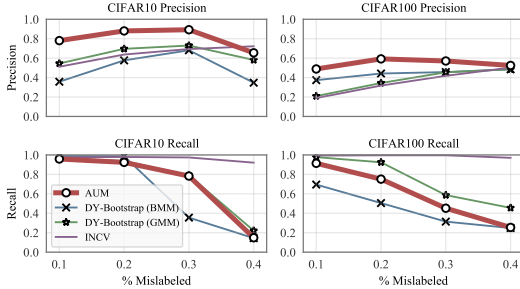 CIFAR10 Precision
CIFAR100 Precision
Precision
1.0
0.8
0.6
0.4
0.2
0.0
1.0
0.8
0.6
0.4
0.2
0.0
CIFAR10 Recall
CIFAR100 Recall
Recall
1.0
0.8
0.6
0.4
0.2
0.0
AUM
DY-Bootstrap (BMM)
DY-Bootstrap (GMM)
INCV
1.0
0.8
0.6
0.4
0.2
0.0
0.1 0.2 0.3 0.4
0.1 0.2 0.3 0.4
% Mislabeled
% Mislabeled